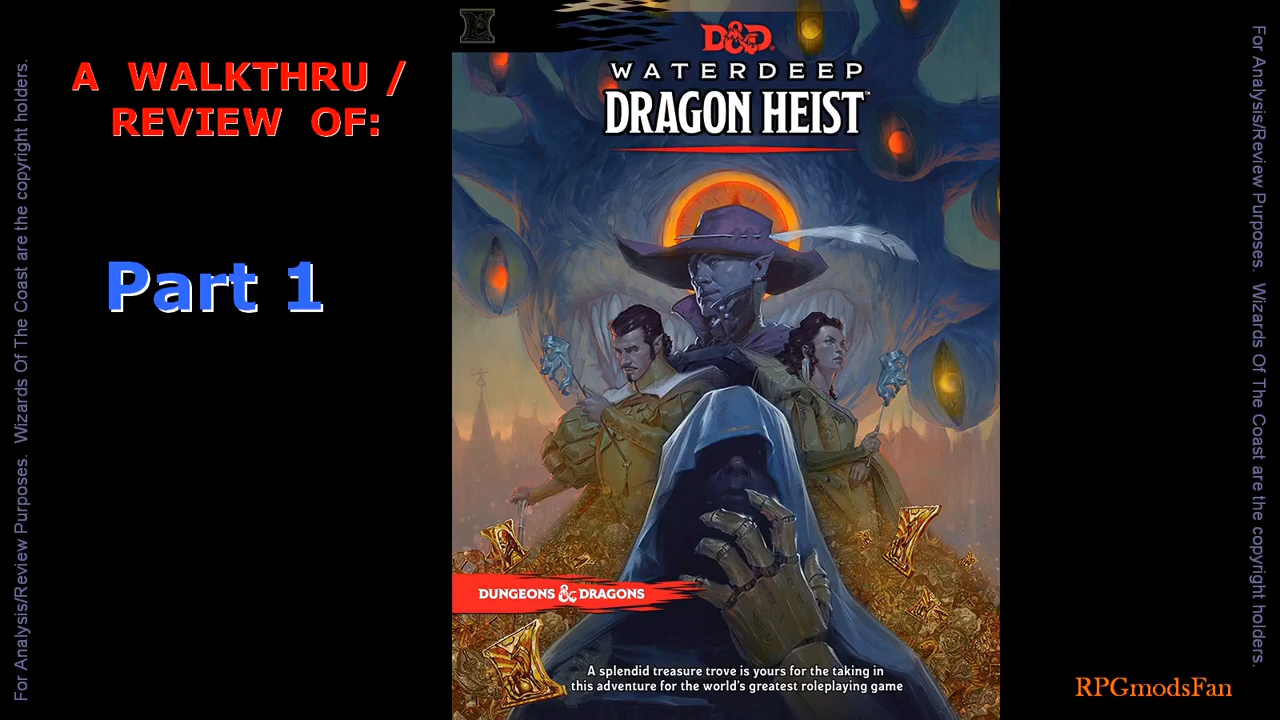 A WALKTHRU /
REVIEW OF:
Part 1
D&D
WATERDEEP
DRAGON HEIST™
DUNGEONS & DRAGONS
A splendid treasure trove is yours for the taking in
this adventure for the world's greatest roleplaying game
RPGmodsFan
For Analysis/Review Purposes. Wizards Of The Coast are the copyright holders.
For Analysis/Review Purposes. Wizards Of The Coast are the copyright holders.